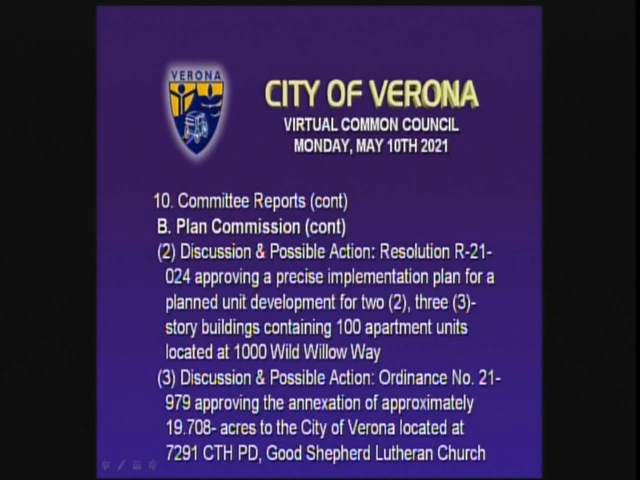 VERONA
CITY OF VERONA
VIRTUAL COMMON COUNCIL
MONDAY, MAY 10TH 2021
10. Committee Reports (cont)
B. Plan Commission (cont)
(2) Discussion & Possible Action: Resolution R-21-
024 approving a precise implementation plan for a
planned unit development for two (2), three (3)-
story buildings containing 100 apartment units
located at 1000 Wild Willow Way
(3) Discussion & Possible Action: Ordinance No. 21-
979 approving the annexation of approximately
19.708- acres to the City of Verona located at
7291 CTH PD, Good Shepherd Lutheran Church